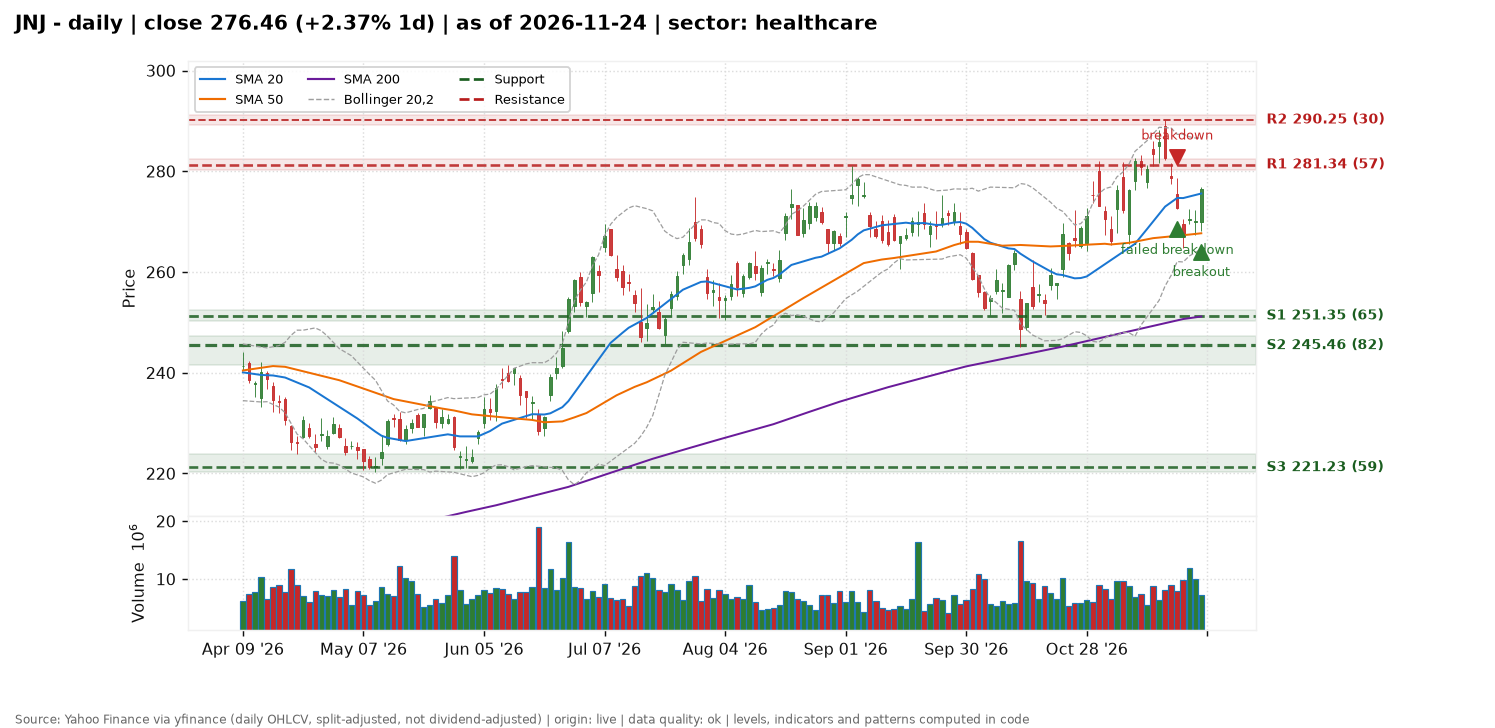 JNJ - daily | close 276.46 (+2.37% 1d) | as of 2026-11-24 | sector: healthcare
SMA 20
SMA 50
SMA 200
Bollinger 20,2
Support
Resistance
Price
300
280
260
240
220
R2 290.25 (30)
breakdown
R1 281.34 (57)
failed breakdown
breakout
S1 251.35 (65)
S2 245.46 (82)
S3 221.23 (59)
Volume 10⁶
20
10
Apr 09 '26
May 07 '26
Jun 05 '26
Jul 07 '26
Aug 04 '26
Sep 01 '26
Sep 30 '26
Oct 28 '26
Source: Yahoo Finance via yfinance (daily OHLCV, split-adjusted, not dividend-adjusted) | origin: live | data quality: ok | levels, indicators and patterns computed in code